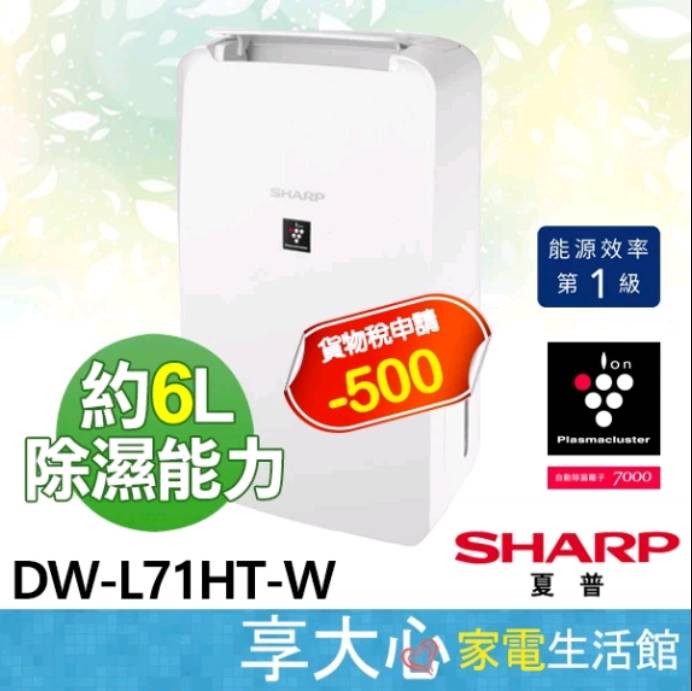 SHARP
能源效率
第1級
貨物稅申請
-500
約6L
除濕能力
Ion
Plasmacluster
自動除菌離子 7000
SHARP
夏普
DW-L71HT-W
享大心 家電生活館